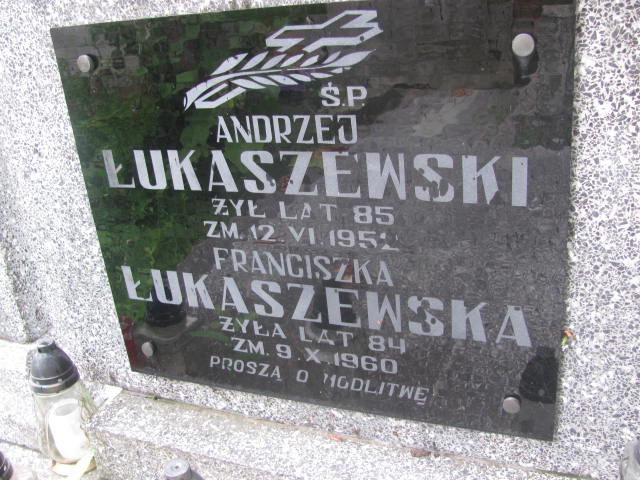 Ś.P.
ANDRZEJ
ŁUKASZEWSKI
ŻYŁ LAT 85
ZM. 12.VI.1952
FRANCISZKA
ŁUKASZEWSKA
ŻYŁA LAT 84
ZM. 9.X.1960
PROSZĄ O MODLITWĘ